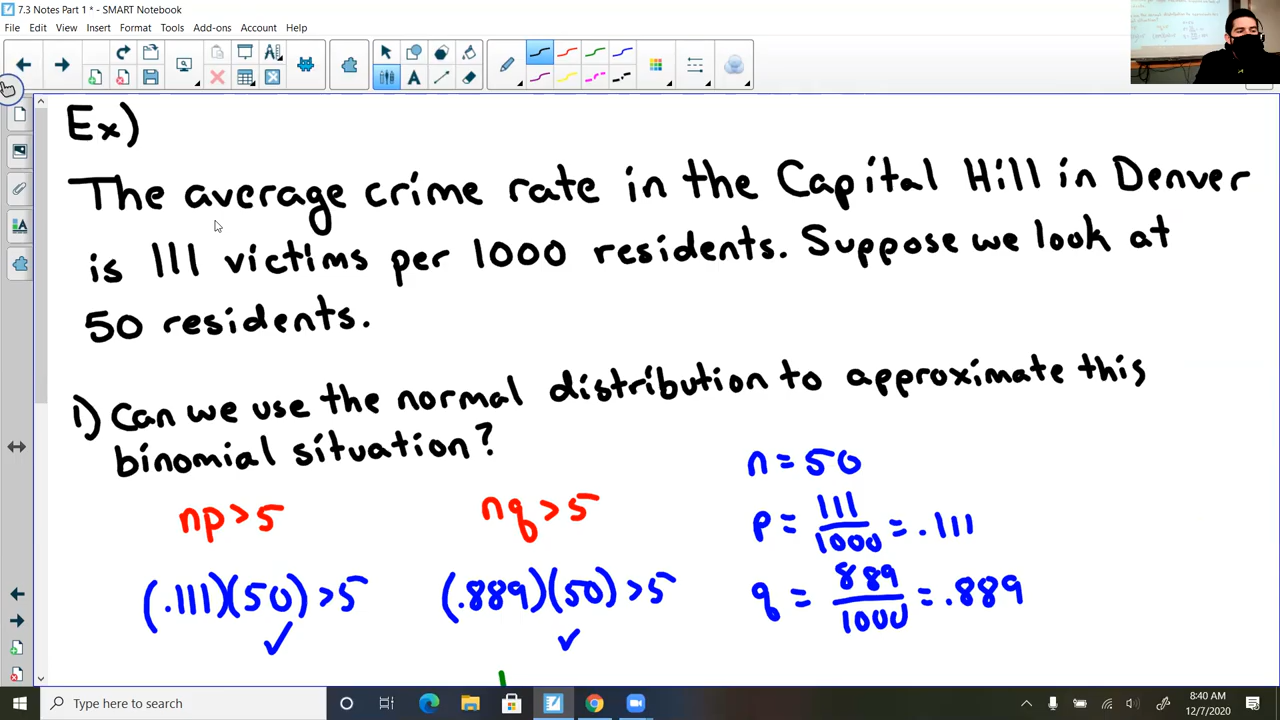 7.3 Notes Part 1 * - SMART Notebook
File Edit View Insert Format Tools Add-ons Account Help
Ex)
The average crime rate in the Capital Hill in Denver
is 111 victims per 1000 residents. Suppose we look at
50 residents.
1) Can we use the normal distribution to approximate this
binomial situation?
n = 50
np > 5 nq > 5
p = 111/1000 = .111
(.111)(50) > 5 ✓ (.889)(50) > 5 ✓
q = 889/1000 = .889
Type here to search
8:40 AM
12/7/2020